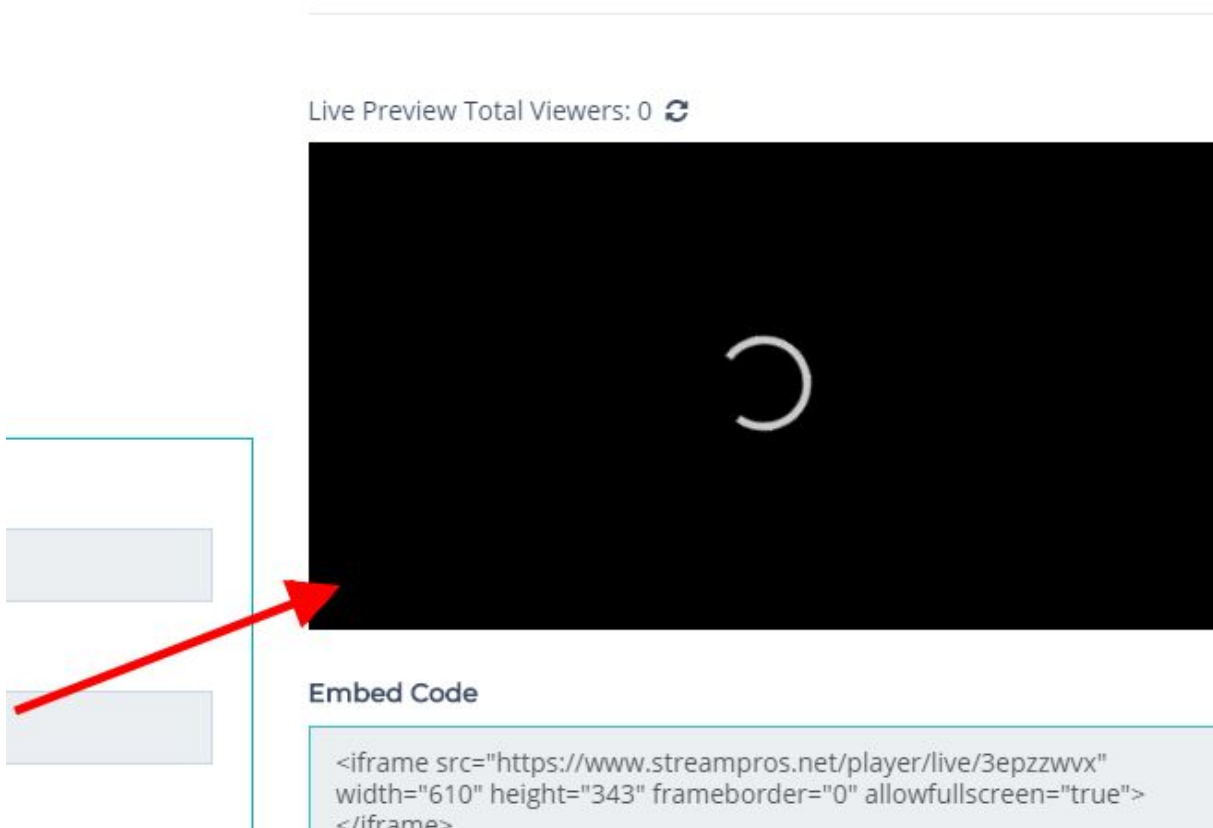 Live Preview Total Viewers: 0
Embed Code
<iframe src="https://www.streampros.net/player/live/3epzzwvx"
width="610" height="343" frameborder="0" allowfullscreen="true">
</iframe>